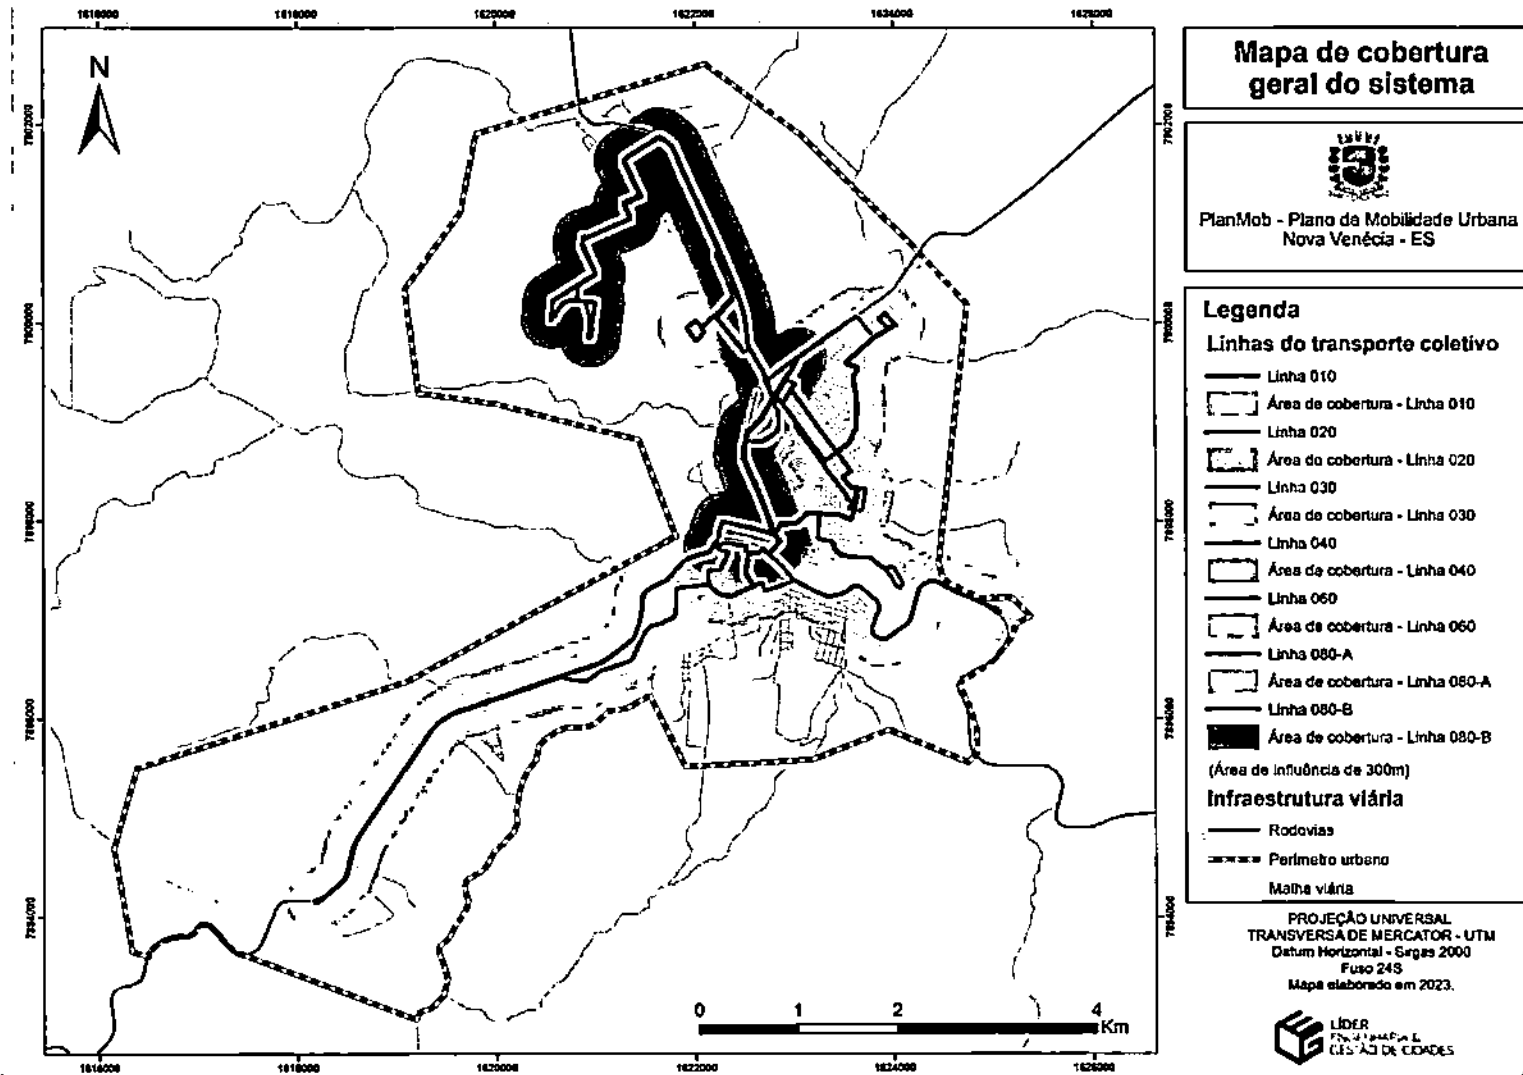 Mapa de cobertura
geral do sistema
PlanMob - Plano da Mobilidade Urbana
Nova Venécia - ES
Legenda
Linhas do transporte coletivo
Linha 010
Área de cobertura - Linha 010
Linha 020
Área de cobertura - Linha 020
Linha 030
Área de cobertura - Linha 030
Linha 040
Área de cobertura - Linha 040
Linha 060
Área de cobertura - Linha 060
Linha 080-A
Área de cobertura - Linha 080-A
Linha 080-B
Área de cobertura - Linha 080-B
(Área de influência de 300m)
Infraestrutura viária
Rodovias
Perímetro urbano
Malha viária
PROJEÇÃO UNIVERSAL
TRANSVERSA DE MERCATOR - UTM
Datum Horizontal - Sirgas 2000
Fuso 24S
Mapa elaborado em 2023.
LÍDER
ENGENHARIA E
GESTÃO DE CIDADES
N
0 1 2 4
Km